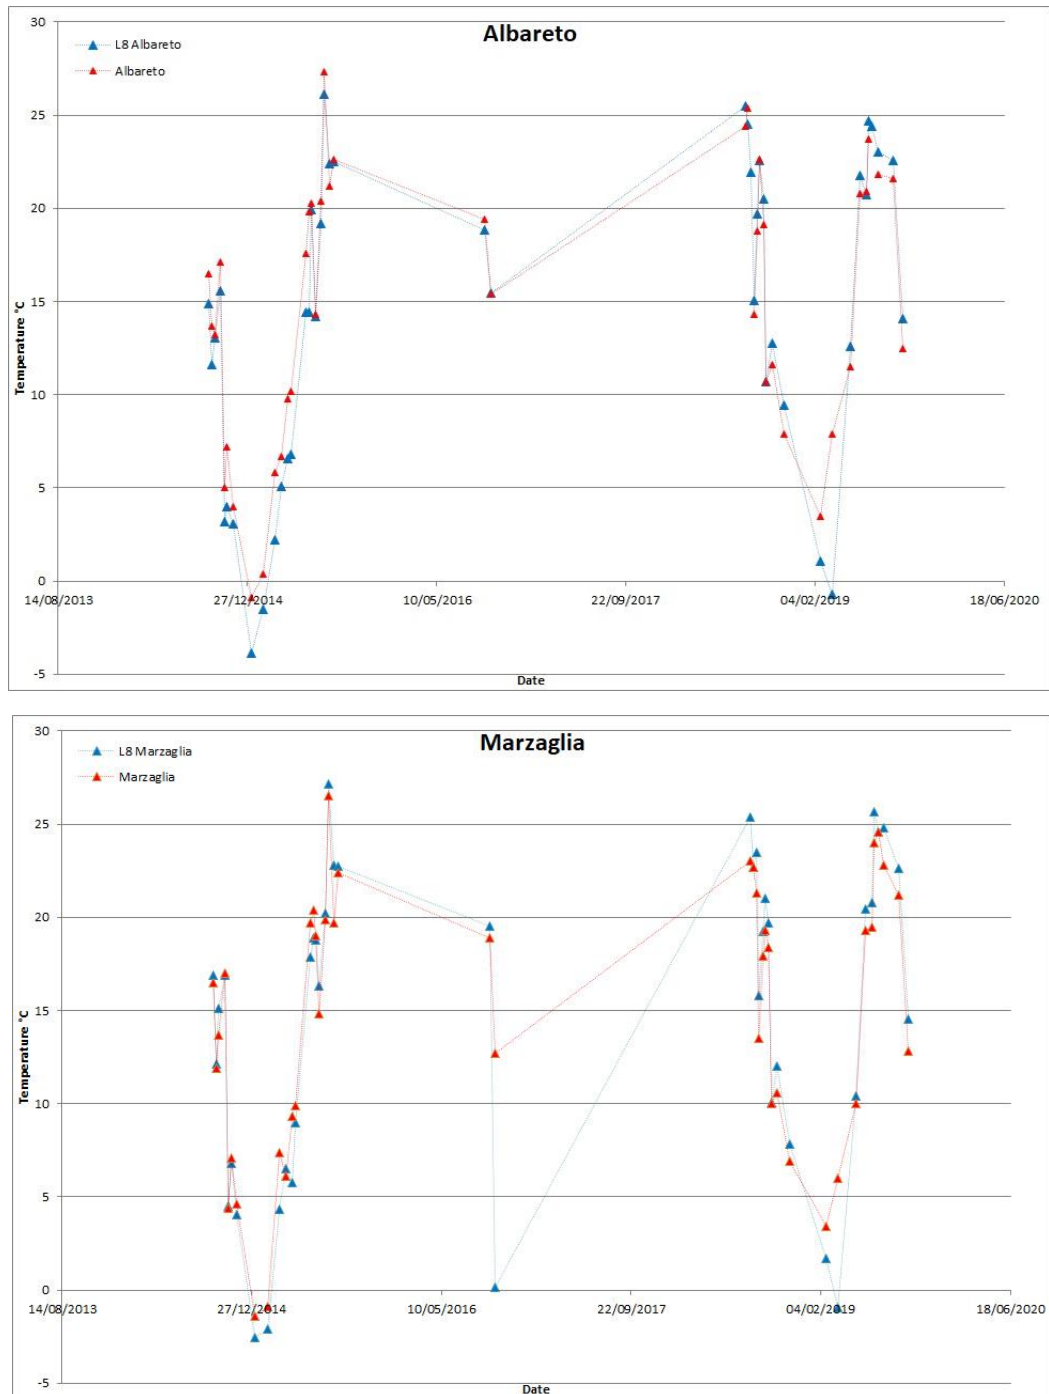 Albareto
30
L8 Albareto
Albareto
25
20
15
Temperature °C
10
5
0
14/08/2013 27/12/2014 10/05/2016 22/09/2017 04/02/2019 18/06/2020
-5
Date
30
Marzaglia
L8 Marzaglia
Marzaglia
25
20
15
Temperature °C
10
5
0
14/08/2013 27/12/2014 10/05/2016 22/09/2017 04/02/2019 18/06/2020
-5
Date